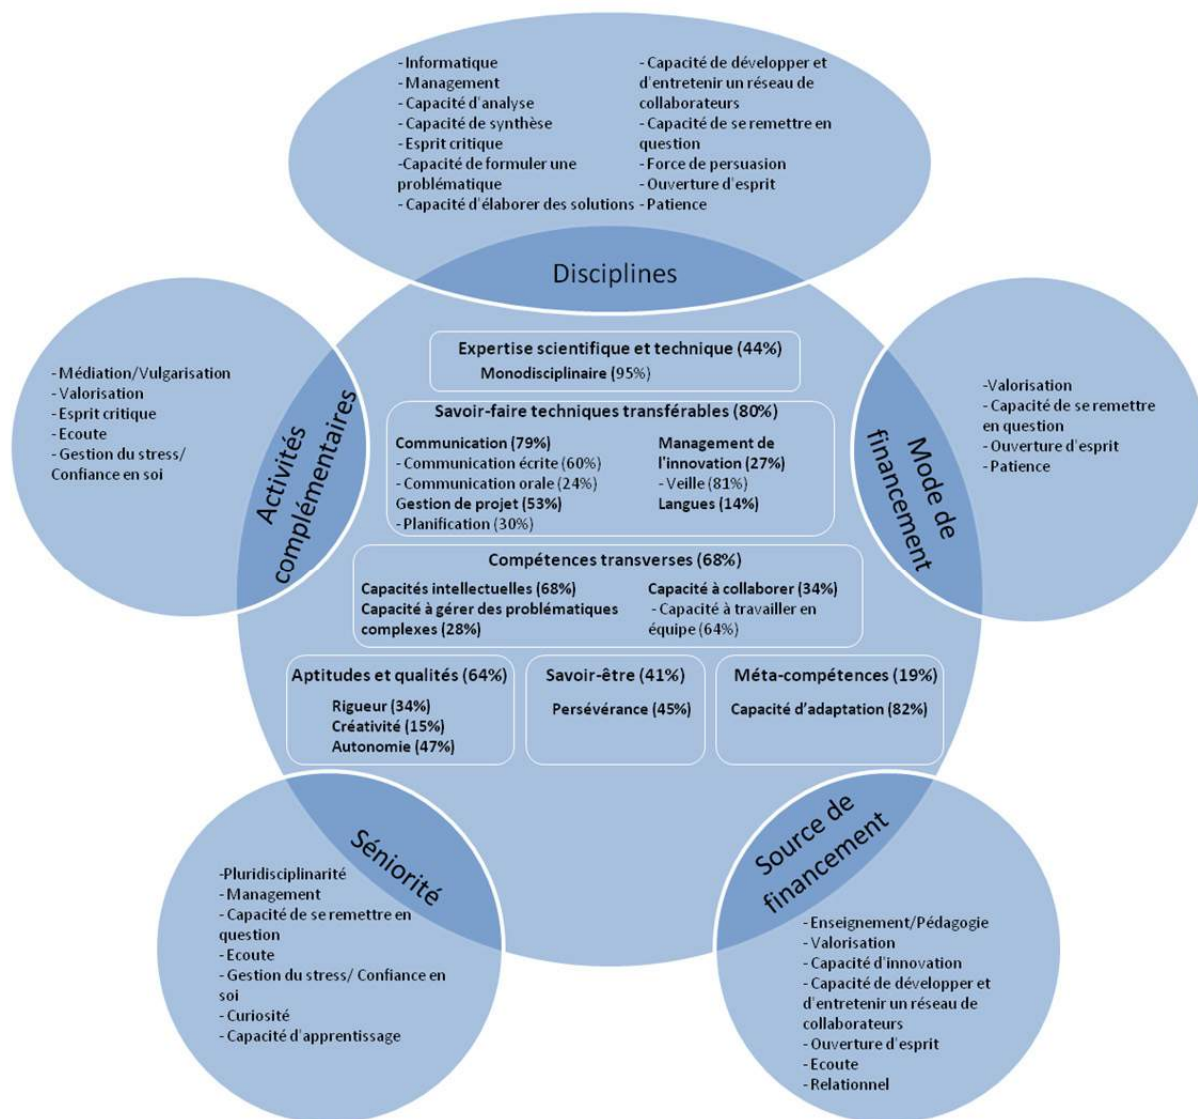 - Informatique
- Management
- Capacité d'analyse
- Capacité de synthèse
- Esprit critique
-Capacité de formuler une
problématique
- Capacité d'élaborer des solutions
- Capacité de développer et
d'entretenir un réseau de
collaborateurs
- Capacité de se remettre en
question
- Force de persuasion
- Ouverture d'esprit
- Patience
Disciplines
- Médiation/Vulgarisation
- Valorisation
- Esprit critique
- Ecoute
- Gestion du stress/
Confiance en soi
Activités
complémentaires
Expertise scientifique et technique (44%)
Monodisciplinaire (95%)
Savoir-faire techniques transférables (80%)
Communication (79%)
- Communication écrite (60%)
- Communication orale (24%)
Gestion de projet (53%)
- Planification (30%)
Management de
l'innovation (27%)
- Veille (81%)
Langues (14%)
Compétences transverses (68%)
Capacités intellectuelles (68%)
Capacité à gérer des problématiques
complexes (28%)
Capacité à collaborer (34%)
- Capacité à travailler en
équipe (64%)
Aptitudes et qualités (64%)
Rigueur (34%)
Créativité (15%)
Autonomie (47%)
Savoir-être (41%)
Persévérance (45%)
Méta-compétences (19%)
Capacité d'adaptation (82%)
Mode de
financement
-Valorisation
- Capacité de se remettre
en question
- Ouverture d'esprit
- Patience
Séniorité
-Pluridisciplinarité
- Management
- Capacité de se remettre en
question
- Ecoute
- Gestion du stress/ Confiance en
soi
- Curiosité
- Capacité d'apprentissage
Source de
financement
- Enseignement/Pédagogie
- Valorisation
- Capacité d'innovation
- Capacité de développer et
d'entretenir un réseau de
collaborateurs
- Ouverture d'esprit
- Ecoute
- Relationnel